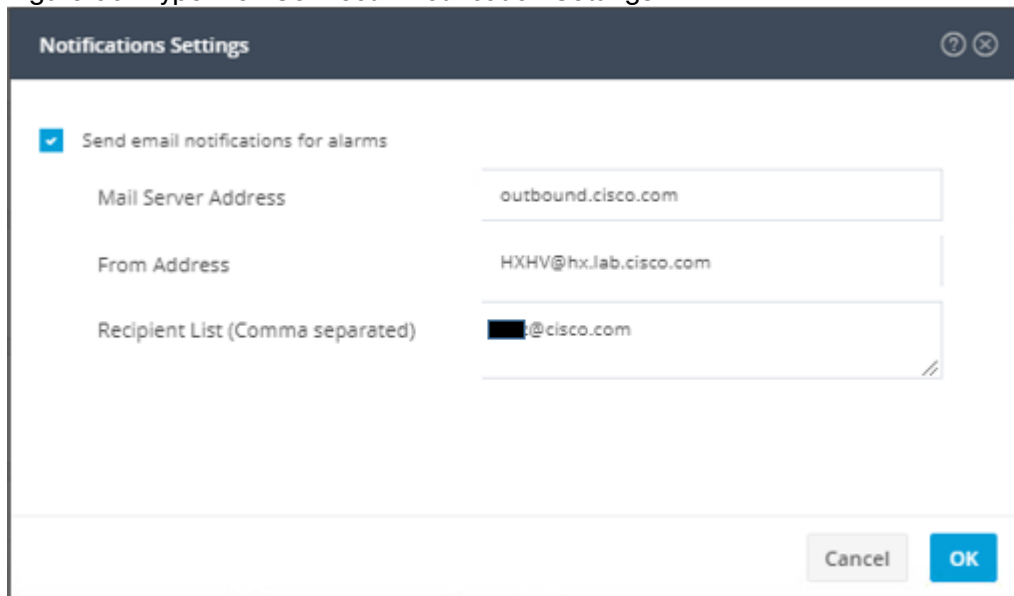 Notifications Settings
Send email notifications for alarms
Mail Server Address
outbound.cisco.com
From Address
HXHV@hx.lab.cisco.com
Recipient List (Comma separated)
@cisco.com
Cancel
OK